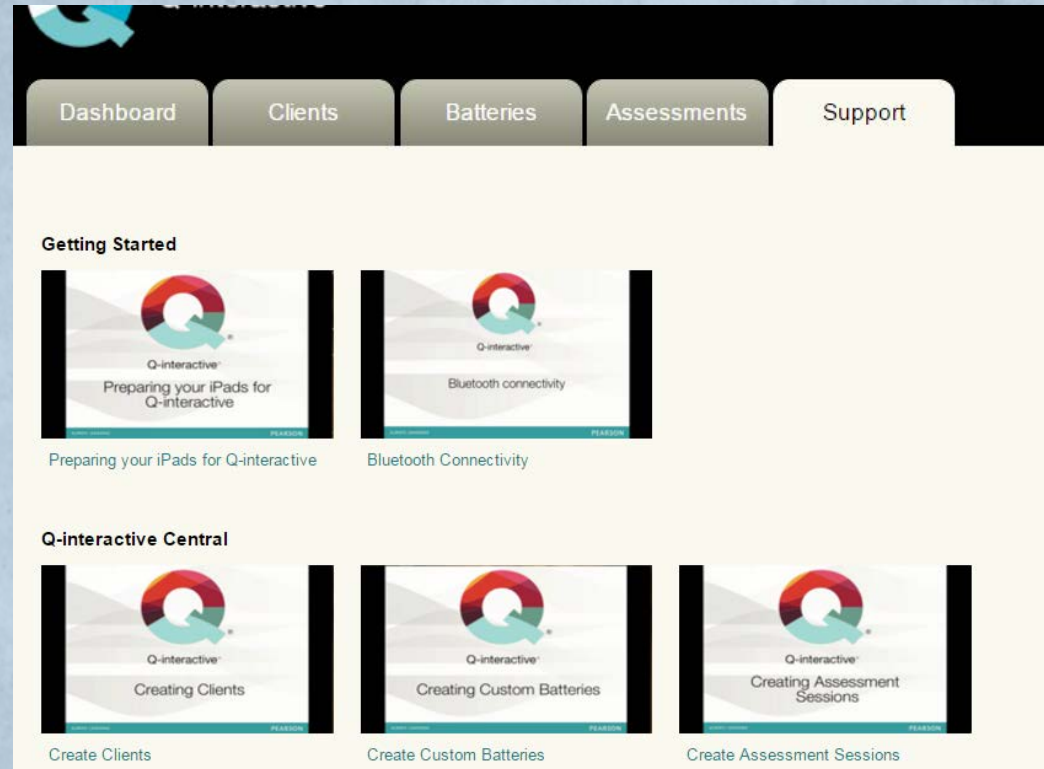 Q-interactive
Dashboard Clients Batteries Assessments Support
Getting Started
Q-interactive
Preparing your iPads for
Q-interactive
PEARSON
Q-interactive
Bluetooth connectivity
PEARSON
Preparing your iPads for Q-interactive Bluetooth Connectivity
Q-interactive Central
Q-interactive
Creating Clients
PEARSON
Q-interactive
Creating Custom Batteries
PEARSON
Q-interactive
Creating Assessment
Sessions
PEARSON
Create Clients Create Custom Batteries Create Assessment Sessions